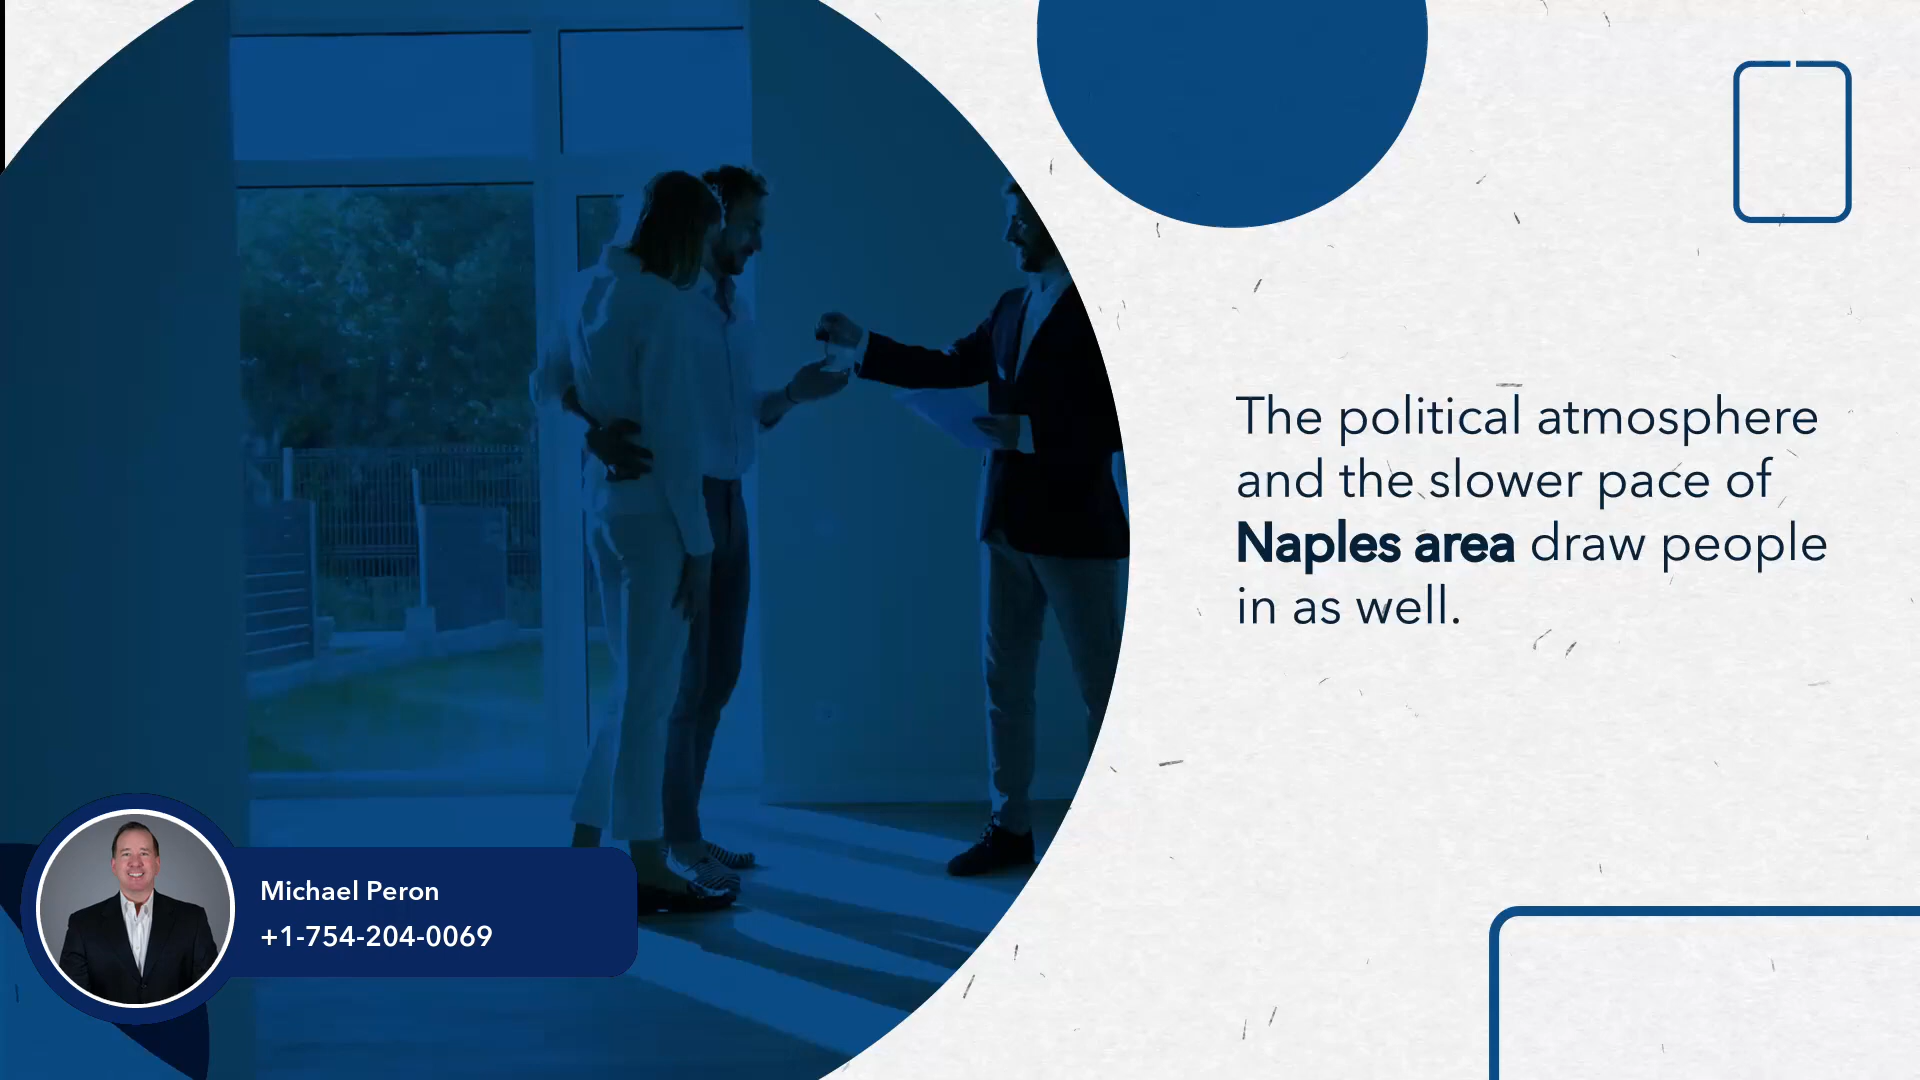 The political atmosphere
and the slower pace of
Naples area draw people
in as well.
Michael Peron
+1-754-204-0069